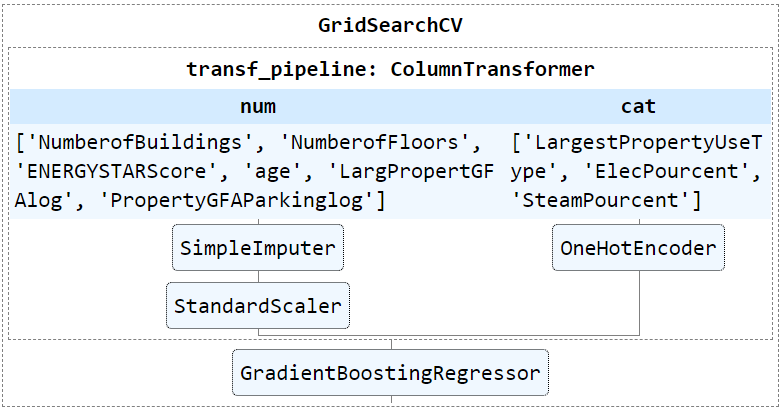 GridSearchCV
transf_pipeline: ColumnTransformer
num
['NumberofBuildings', 'NumberofFloors',
'ENERGYSTARScore', 'age', 'LargPropertGF
Alog', 'PropertyGFAParkinglog']
cat
['LargestPropertyUseT
ype', 'ElecPourcent',
'SteamPourcent']
SimpleImputer
OneHotEncoder
StandardScaler
GradientBoostingRegressor